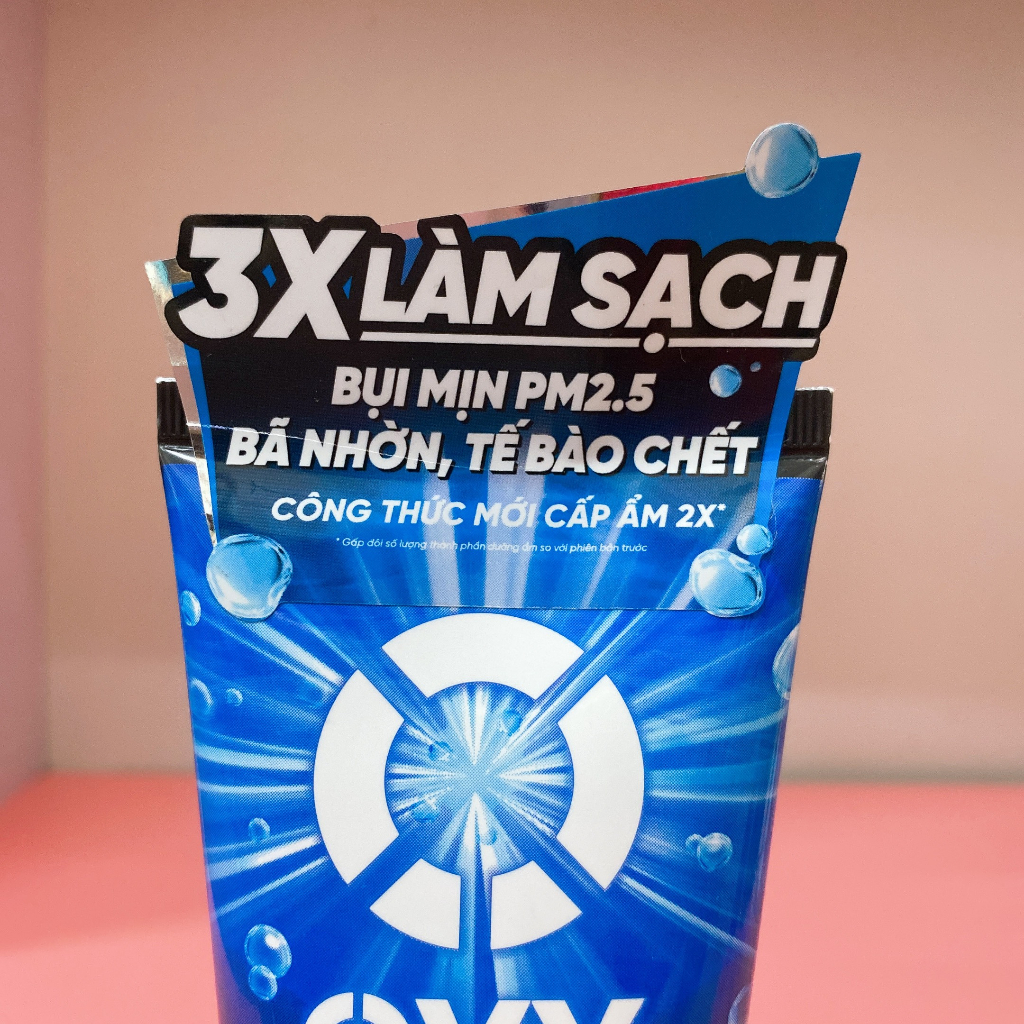 3X LÀM SẠCH
BỤI MỊN PM2.5
BÃ NHỜN, TẾ BÀO CHẾT
CÔNG THỨC MỚI CẤP ẨM 2X*
* Gấp đôi số lượng thành phần dưỡng ẩm so với phiên bản trước
OXY